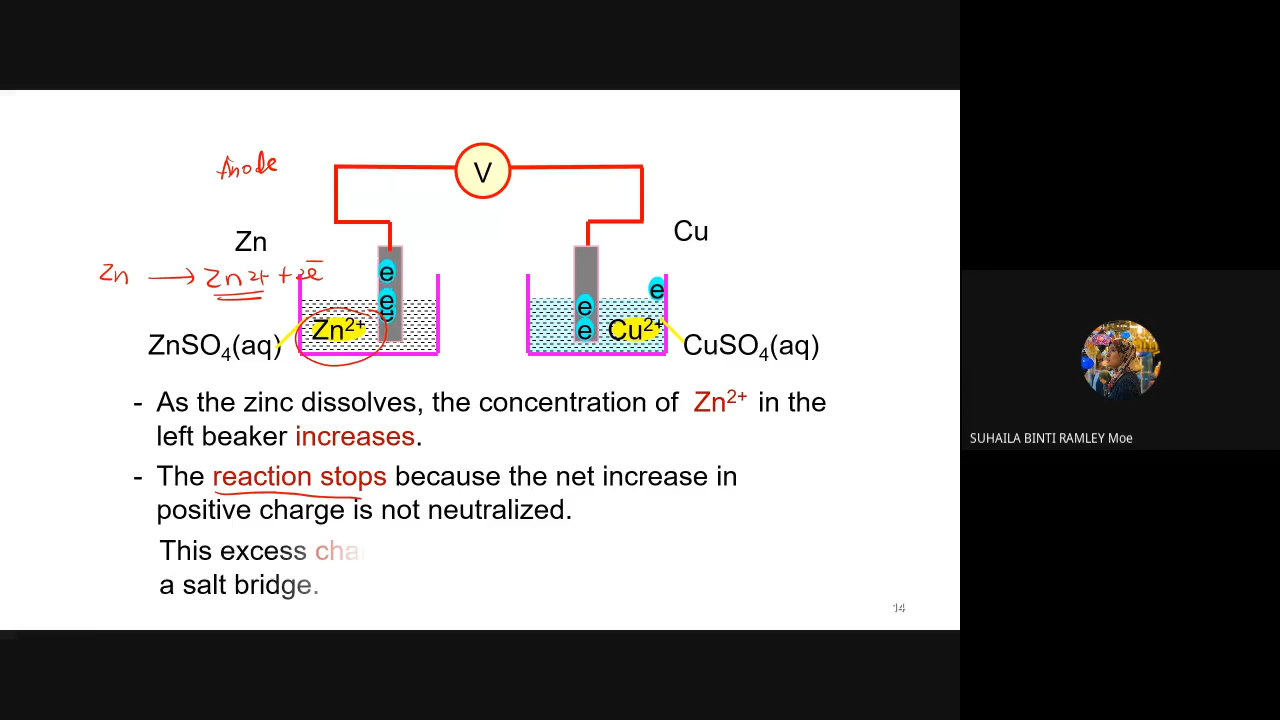 Anode
V
Zn
Cu
Zn → Zn2+ + 2e̅
e
e
e
Zn²⁺
e
e
e
Cu²⁺
ZnSO₄(aq)
CuSO₄(aq)
- As the zinc dissolves, the concentration of Zn²⁺ in the
left beaker increases.
- The reaction stops because the net increase in
positive charge is not neutralized.
This excess cha
a salt bridge.
14
SUHAILA BINTI RAMLEY Moe